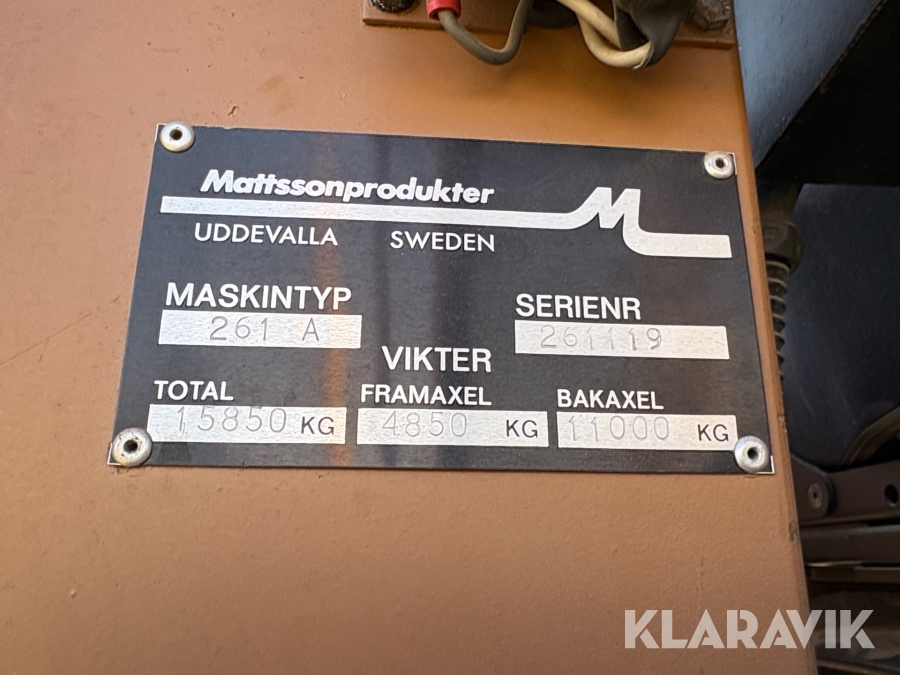 Mattssonprodukter
UDDEVALLA SWEDEN
MASKINTYP SERIENR
261 A 261119
VIKTER
TOTAL FRAMAXEL BAKAXEL
15850 KG 4850 KG 11000 KG
KLARAVIK